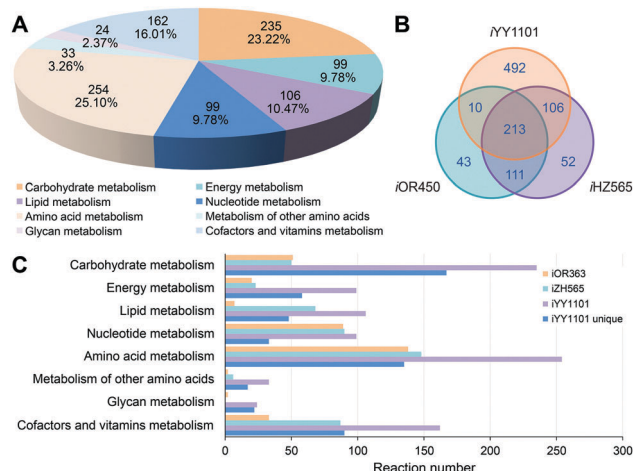 A
162
16.01%
24
2.37%
33
3.26%
254
25.10%
99
9.78%
106
10.47%
99
9.78%
235
23.22%
Carbohydrate metabolism
Energy metabolism
Lipid metabolism
Nucleotide metabolism
Amino acid metabolism
Metabolism of other amino acids
Glycan metabolism
Cofactors and vitamins metabolism
B
iYY1101
492
10
106
213
43
111
52
iOR450
iHZ565
C
Carbohydrate metabolism
Energy metabolism
Lipid metabolism
Nucleotide metabolism
Amino acid metabolism
Metabolism of other amino acids
Glycan metabolism
Cofactors and vitamins metabolism
iOR363
iZH565
iYY1101
iYY1101 unique
0 50 100 150 200 250 300
Reaction number